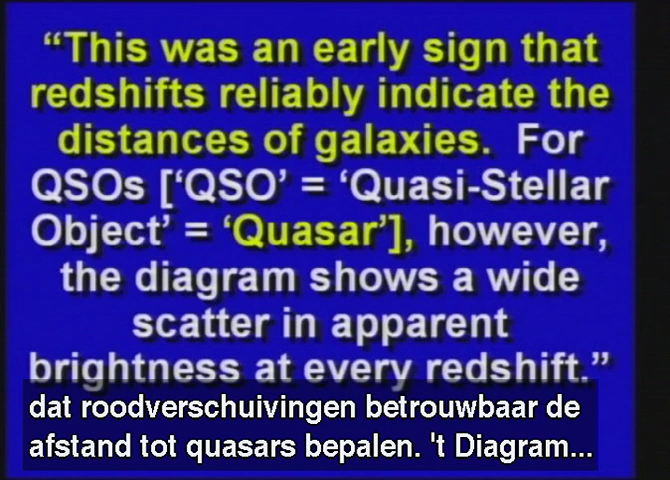 “This was an early sign that
redshifts reliably indicate the
distances of galaxies. For
QSOs [‘QSO’ = ‘Quasi-Stellar
Object’ = ‘Quasar’], however,
the diagram shows a wide
scatter in apparent
brightness at every redshift.”
dat roodverschuivingen betrouwbaar de
afstand tot quasars bepalen. 't Diagram...